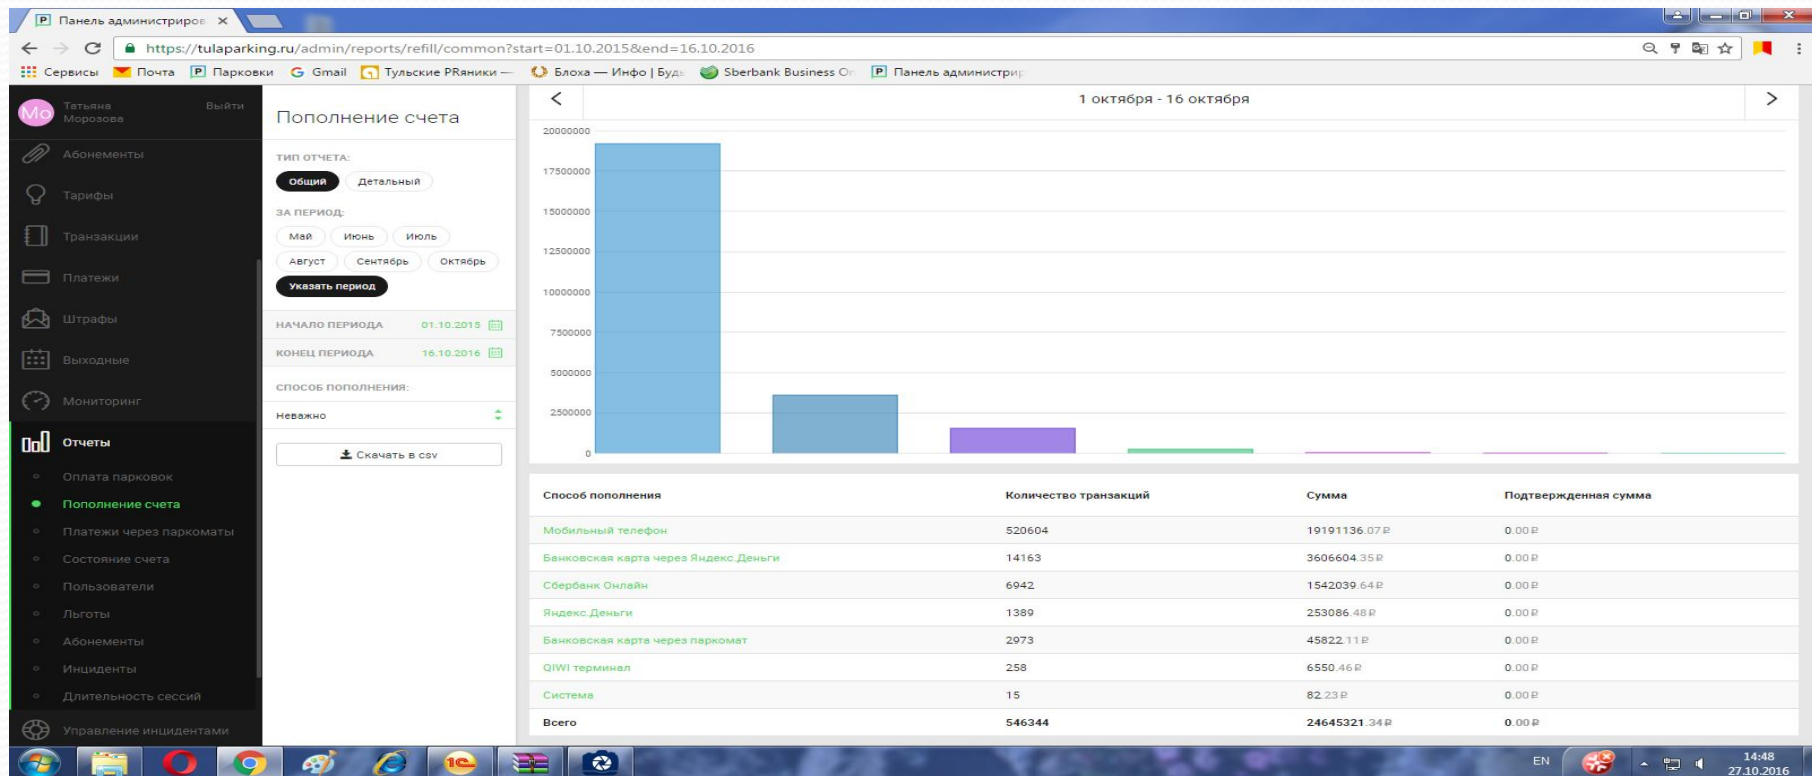 P Панель администриров
https://tulaparking.ru/admin/reports/refill/common?start=01.10.2015&end=16.10.2016
Сервисы Почта P Парковки G Gmail Тульские PRяники — Блоха — Инфо | Будь Sberbank Business On P Панель администрир
Мо Татьяна Морозова Выйти
Абонементы
Тарифы
Транзакции
Платежи
Штрафы
Выходные
Мониторинг
Отчеты
Оплата парковок
Пополнение счета
Платежи через паркоматы
Состояние счета
Пользователи
Льготы
Абонементы
Инциденты
Длительность сессий
Управление инцидентами
Пополнение счета
ТИП ОТЧЕТА:
Общий Детальный
ЗА ПЕРИОД:
Май Июнь Июль
Август Сентябрь Октябрь
Указать период
НАЧАЛО ПЕРИОДА 01.10.2015
КОНЕЦ ПЕРИОДА 16.10.2016
СПОСОБ ПОПОЛНЕНИЯ:
Неважно
Скачать в csv
1 октября - 16 октября
20000000
17500000
15000000
12500000
10000000
7500000
5000000
2500000
0
Способ пополнения Количество транзакций Сумма Подтвержденная сумма
Мобильный телефон 520604 19191136.07₽ 0.00₽
Банковская карта через Яндекс.Деньги 14163 3606604.35₽ 0.00₽
Сбербанк Онлайн 6942 1542039.64₽ 0.00₽
Яндекс.Деньги 1389 253086.48₽ 0.00₽
Банковская карта через паркомат 2973 45822.11₽ 0.00₽
QIWI терминал 258 6550.46₽ 0.00₽
Система 15 82.23₽ 0.00₽
Всего 546344 24645321.34₽ 0.00₽
1C
EN 14:48
27.10.2016